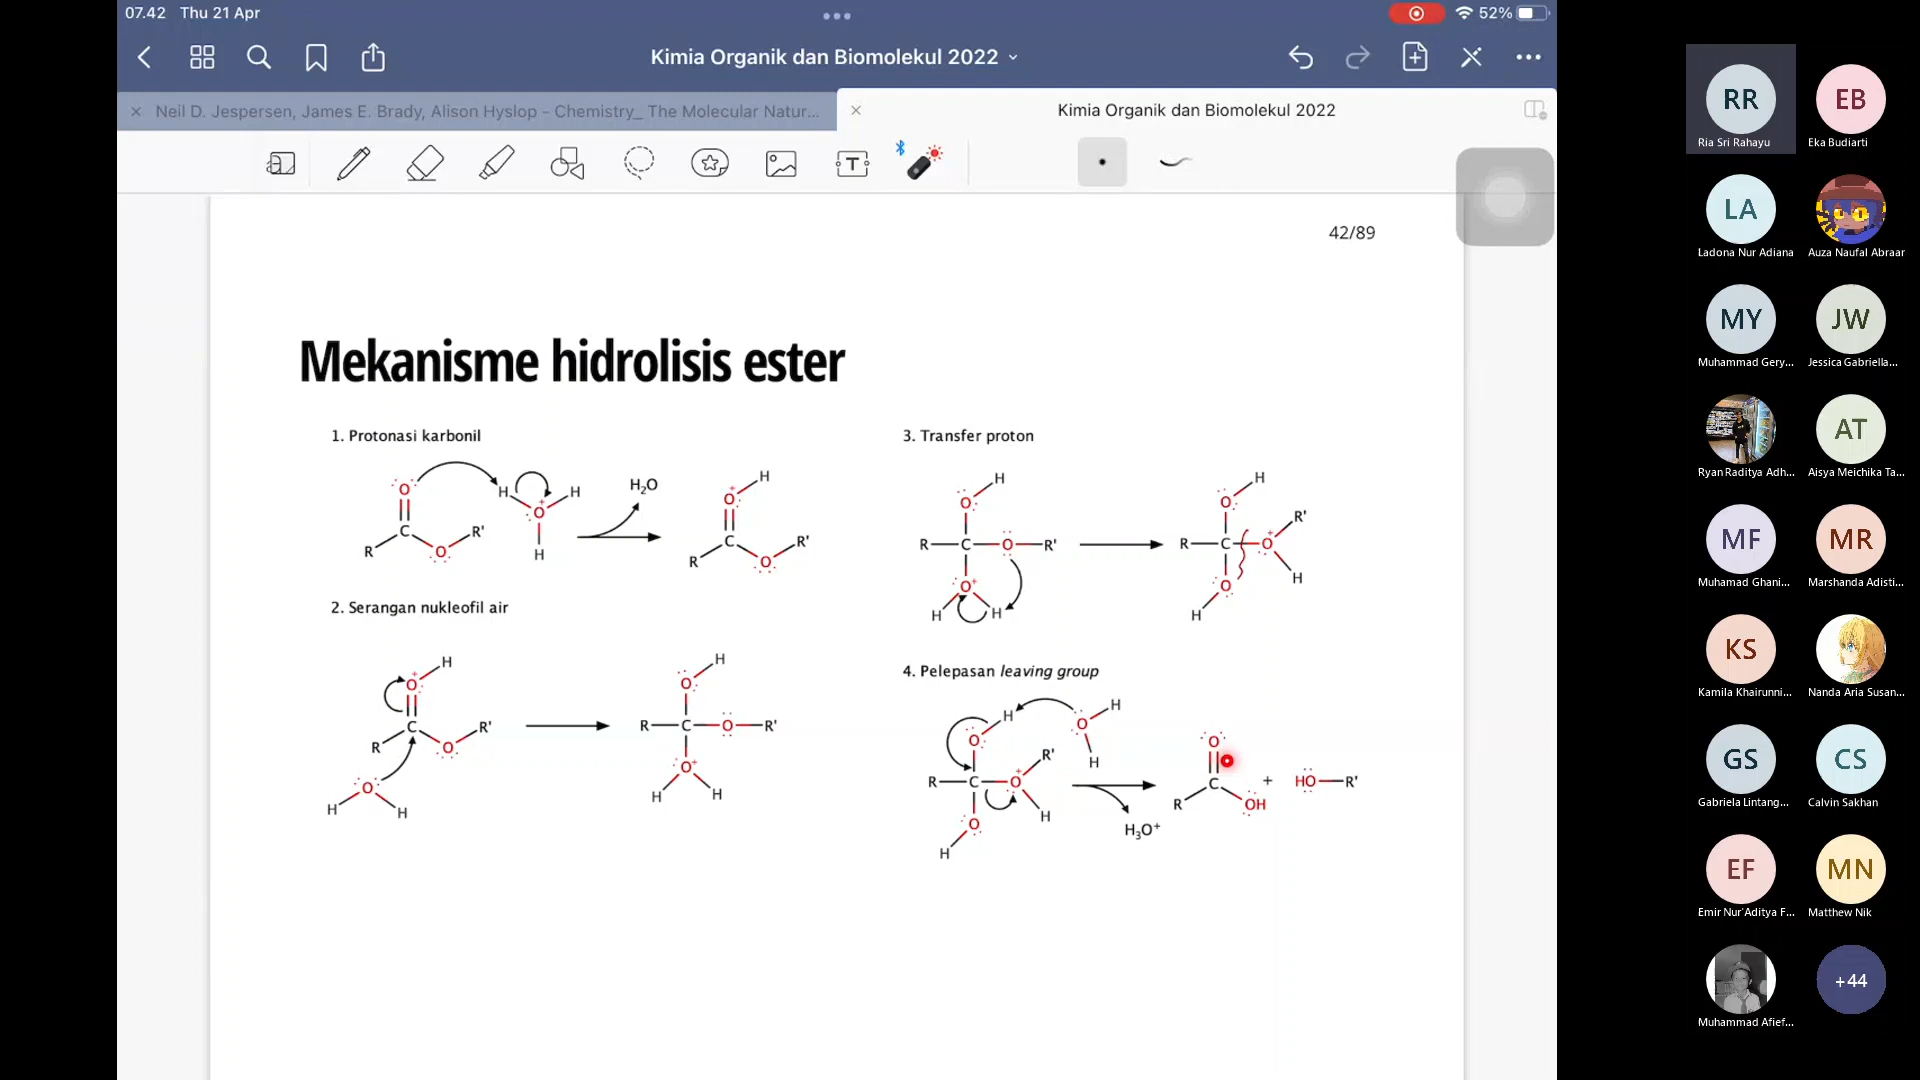 07.42 Thu 21 Apr
52%
Kimia Organik dan Biomolekul 2022
Neil D. Jespersen, James E. Brady, Alison Hyslop - Chemistry_ The Molecular Natur...
Kimia Organik dan Biomolekul 2022
T
42/89
Mekanisme hidrolisis ester
1. Protonasi karbonil
O C R O R' H O+ H H H₂O O+ H C R O R'
2. Serangan nukleofil air
O+ H C R O R' O H H O H R C O R' O+ H H
3. Transfer proton
O H R C O R' O+ H H O H R C O+ R' H O H
4. Pelepasan leaving group
O H R C O+ R' H O H O H H H₃O+ O C R OH + HO R'
RR
Ria Sri Rahayu
EB
Eka Budiarti
LA
Ladona Nur Adiana
Auza Naufal Abraar
MY
Muhammad Gery...
JW
Jessica Gabriella...
Ryan Raditya Adh...
AT
Aisya Meichika Ta...
MF
Muhamad Ghani...
MR
Marshanda Adisti...
KS
Kamila Khairunni...
Nanda Aria Susan...
GS
Gabriela Lintang...
CS
Calvin Sakhan
EF
Emir Nur'Aditya F...
MN
Matthew Nik
Muhammad Afief...
+44